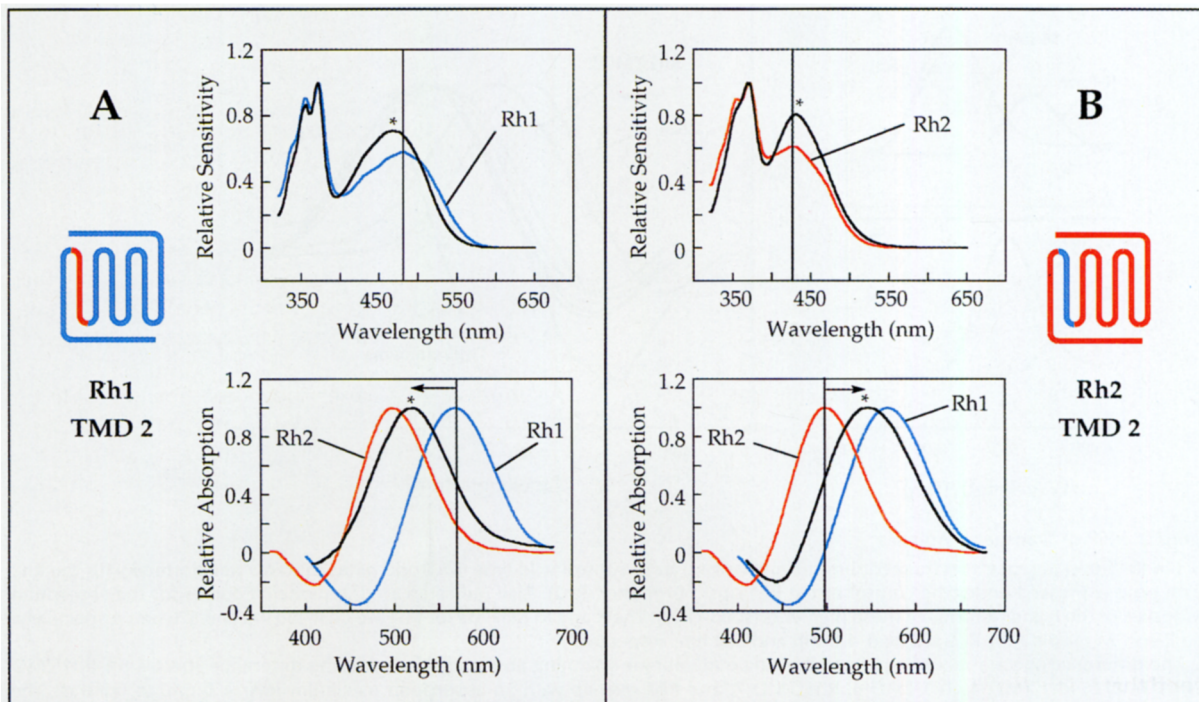 A
1.2
0.8
0.4
0
Relative Sensitivity
*
Rh1
350 450 550 650
Wavelength (nm)
Rh1
TMD 2
1.2
0.8
0.4
0
-0.4
Relative Absorption
Rh2
*
Rh1
400 500 600 700
Wavelength (nm)
B
1.2
0.8
0.4
0
Relative Sensitivity
*
Rh2
350 450 550 650
Wavelength (nm)
Rh2
TMD 2
1.2
0.8
0.4
0
-0.4
Relative Absorption
Rh2
*
Rh1
400 500 600 700
Wavelength (nm)